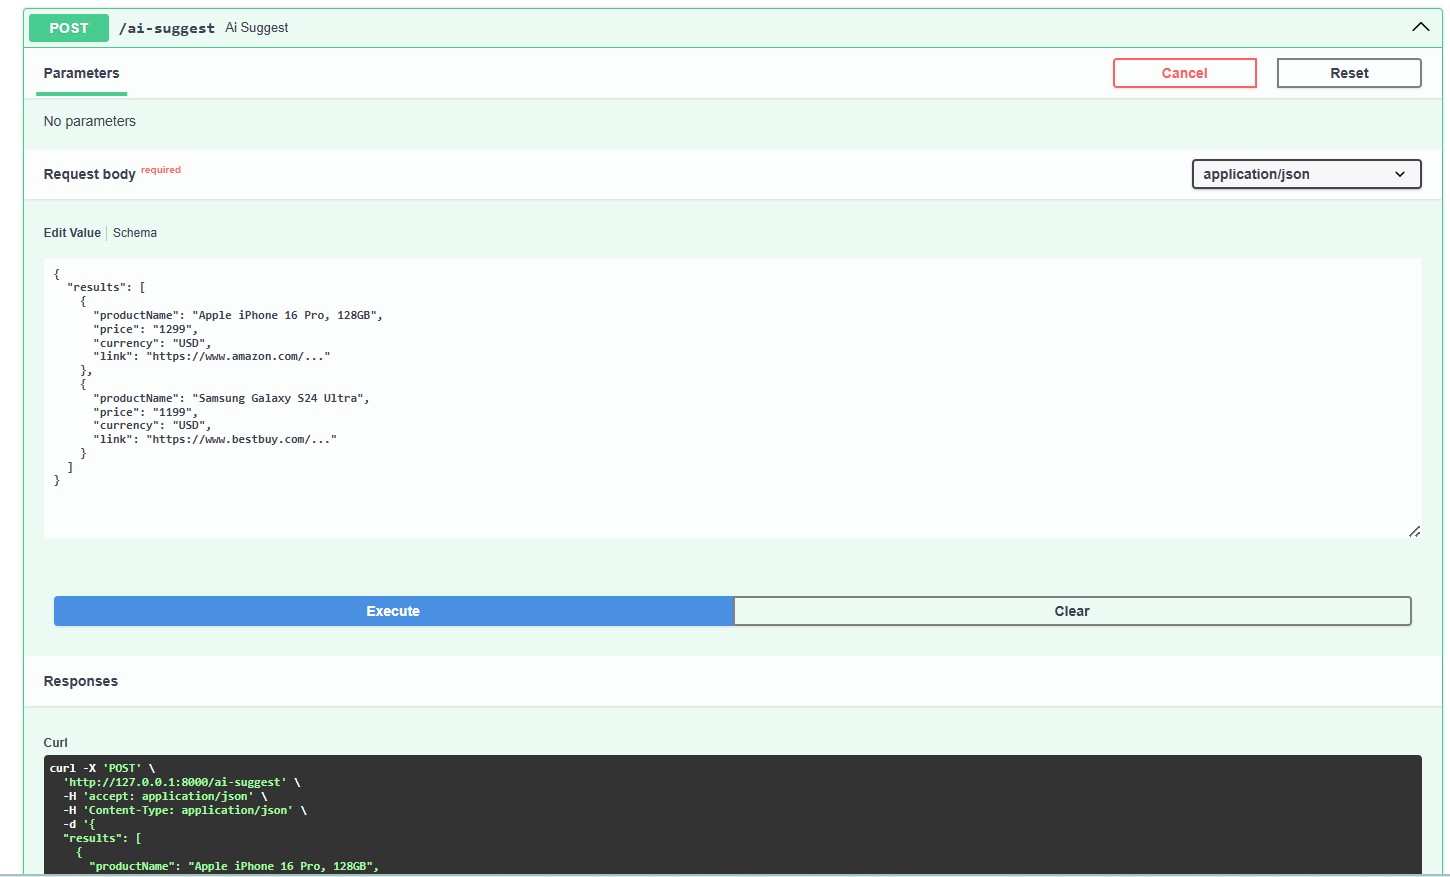 POST /ai-suggest Ai Suggest
Parameters
Cancel
Reset
No parameters
Request body required
application/json
Edit Value | Schema
{
  "results": [
    {
      "productName": "Apple iPhone 16 Pro, 128GB",
      "price": "1299",
      "currency": "USD",
      "link": "https://www.amazon.com/..."
    },
    {
      "productName": "Samsung Galaxy S24 Ultra",
      "price": "1199",
      "currency": "USD",
      "link": "https://www.bestbuy.com/..."
    }
  ]
}
Execute
Clear
Responses
Curl
curl -X 'POST' \
  'http://127.0.0.1:8000/ai-suggest' \
  -H 'accept: application/json' \
  -H 'Content-Type: application/json' \
  -d '{
  "results": [
    {
      "productName": "Apple iPhone 16 Pro, 128GB",